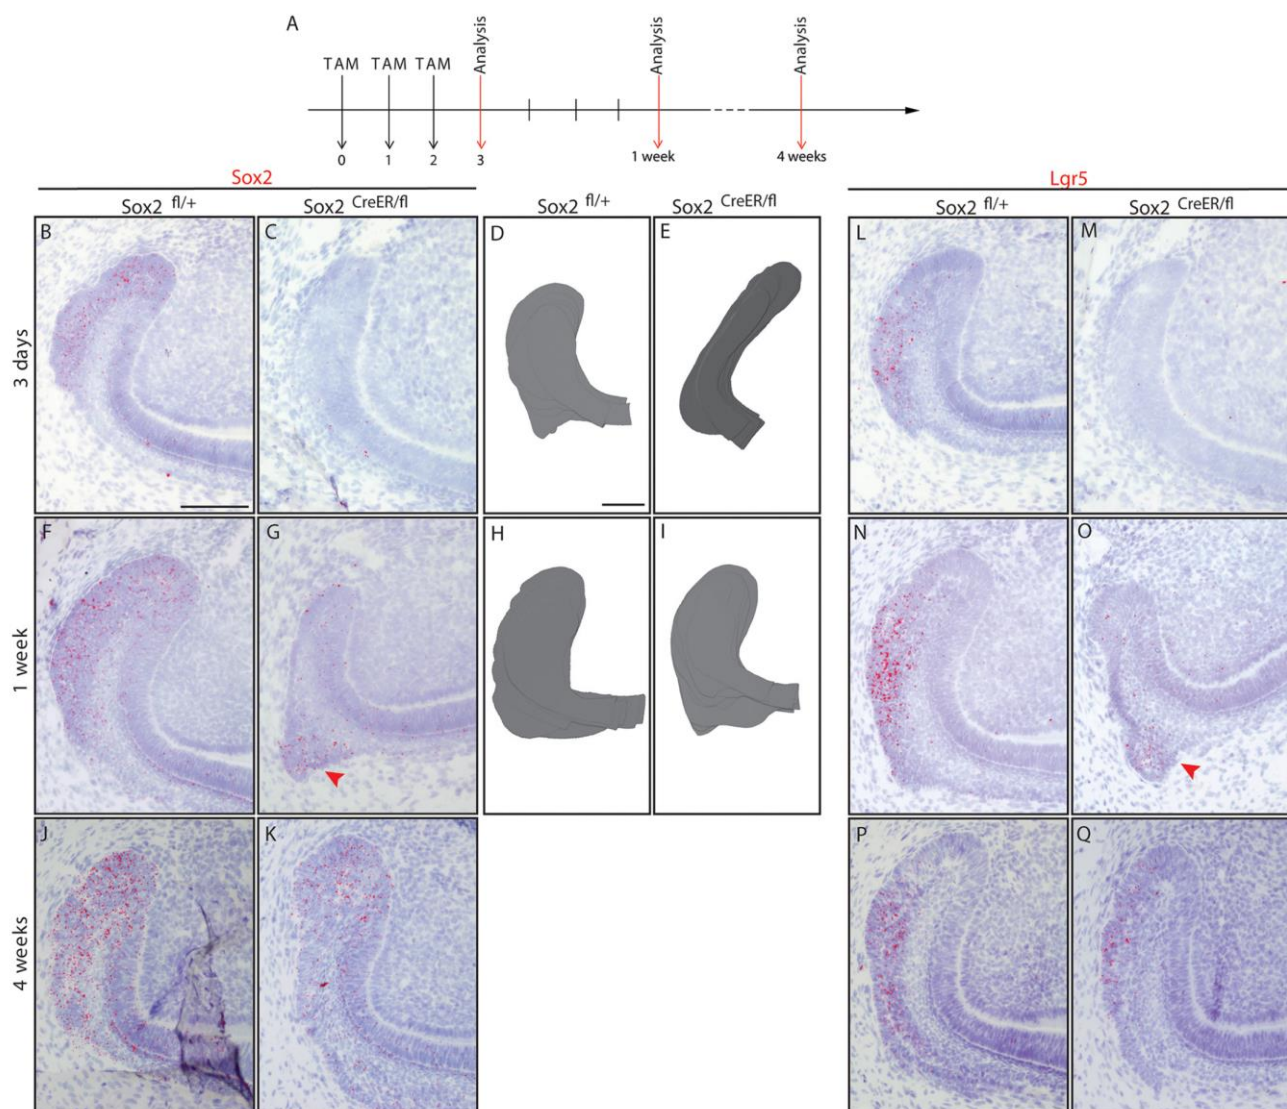 A
TAM TAM TAM Analysis Analysis Analysis
0 1 2 3 1 week 4 weeks
Sox2 Lgr5
Sox2 fl/+ Sox2 CreER/fl Sox2 fl/+ Sox2 CreER/fl Sox2 fl/+ Sox2 CreER/fl
3 days B C D E L M
1 week F G H I N O
4 weeks J K P Q